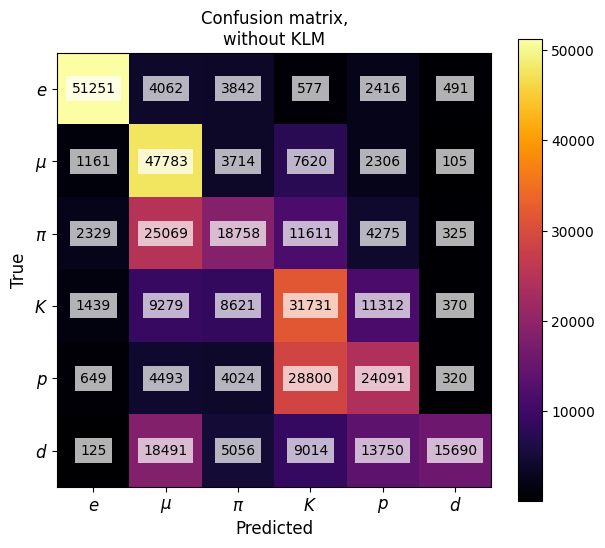 Confusion matrix,
without KLM
e 51251 4062 3842 577 2416 491
μ 1161 47783 3714 7620 2306 105
π 2329 25069 18758 11611 4275 325
K 1439 9279 8621 31731 11312 370
p 649 4493 4024 28800 24091 320
d 125 18491 5056 9014 13750 15690
e μ π K p d
Predicted
True
50000
40000
30000
20000
10000